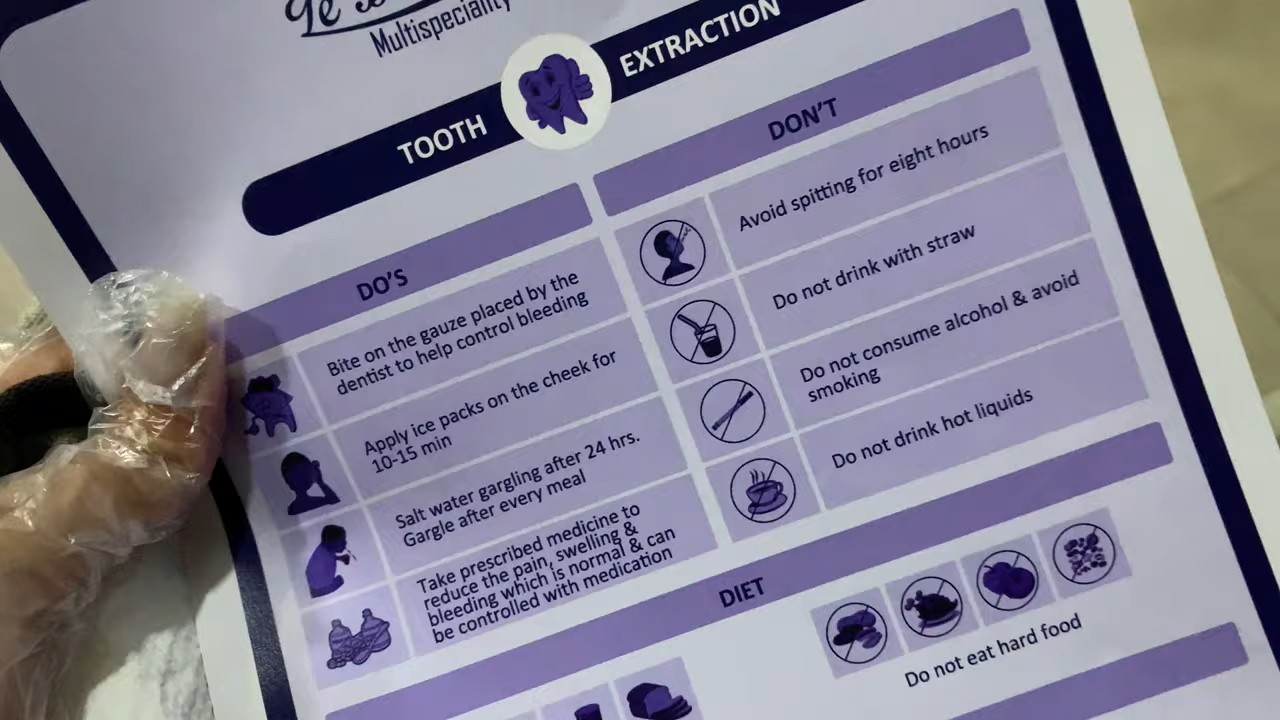 Multispeciality
TOOTH EXTRACTION
DO'S
Bite on the gauze placed by the
dentist to help control bleeding
Apply ice packs on the cheek for
10-15 min
Salt water gargling after 24 hrs.
Gargle after every meal
Take prescribed medicine to
reduce the pain, swelling &
bleeding which is normal & can
be controlled with medication
DON'T
Avoid spitting for eight hours
Do not drink with straw
Do not consume alcohol & avoid
smoking
Do not drink hot liquids
DIET
Do not eat hard food